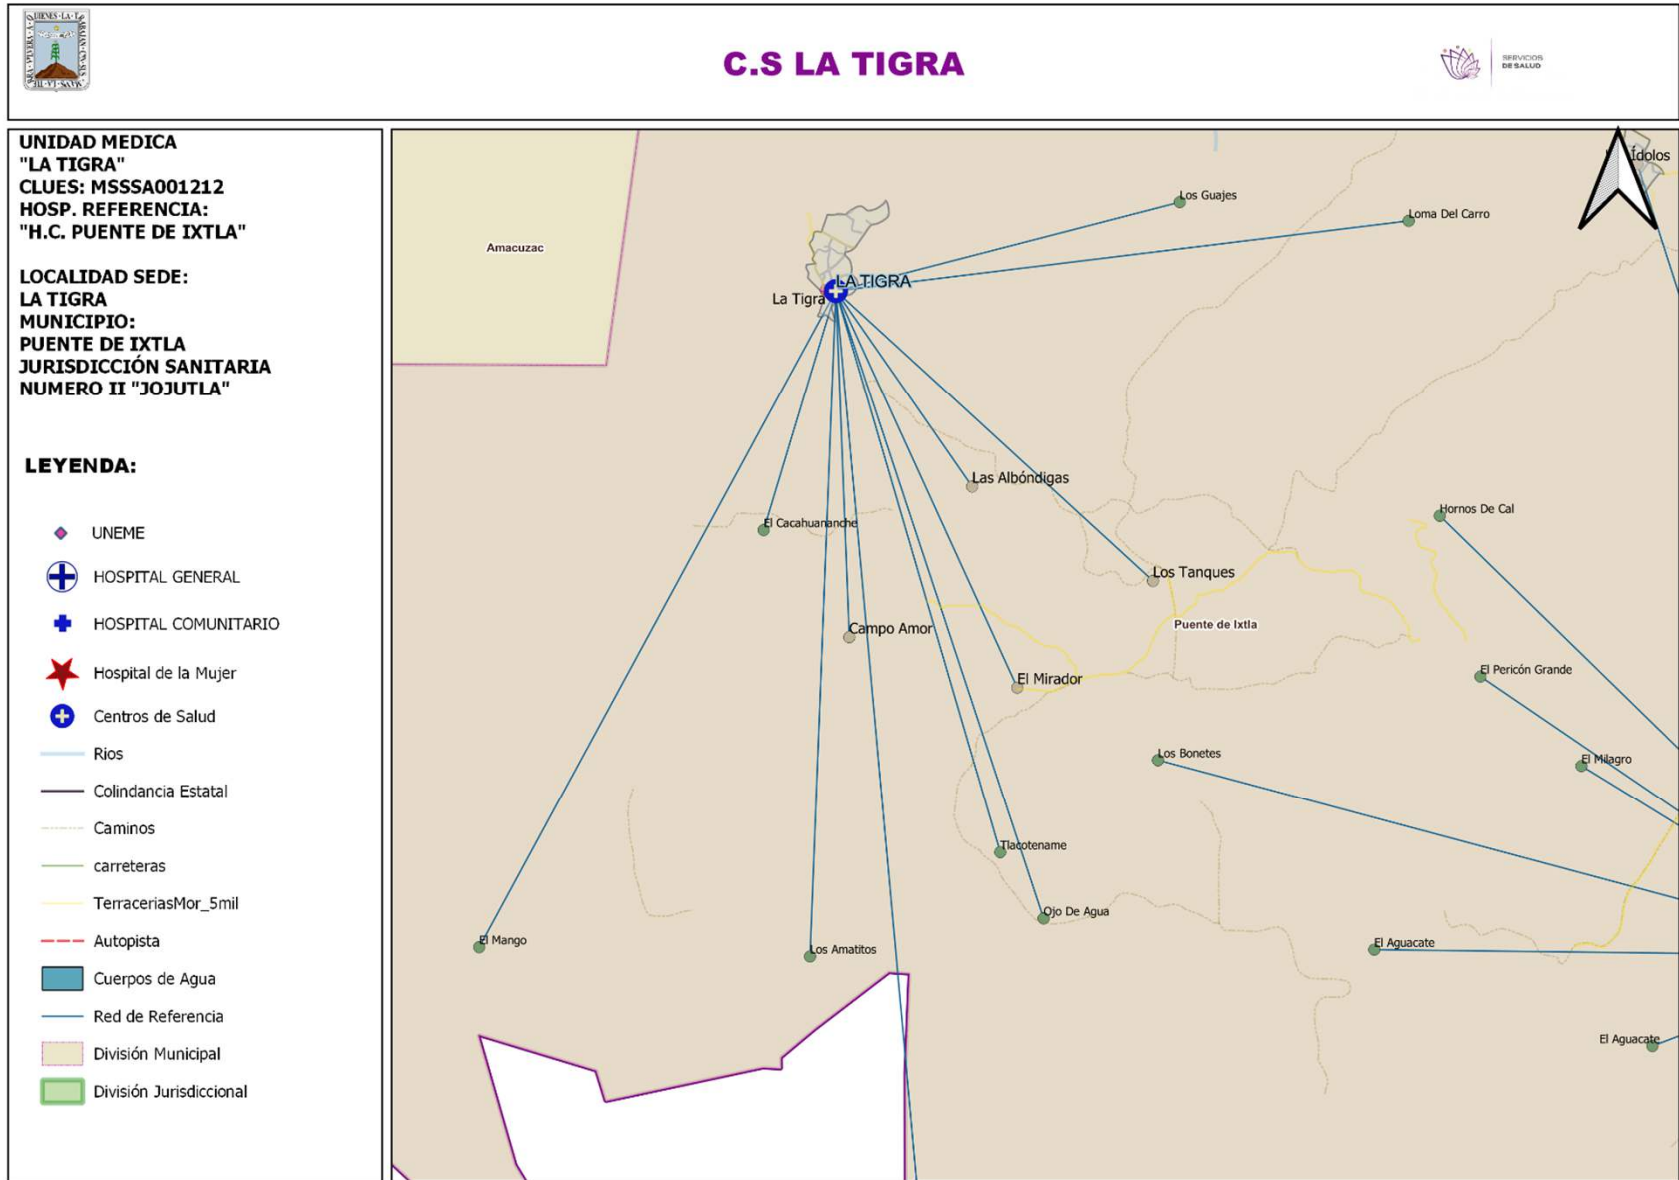 C.S LA TIGRA
SERVICIOS
DE SALUD
UNIDAD MEDICA
"LA TIGRA"
CLUES: MSSSA001212
HOSP. REFERENCIA:
"H.C. PUENTE DE IXTLA"
LOCALIDAD SEDE:
LA TIGRA
MUNICIPIO:
PUENTE DE IXTLA
JURISDICCIÓN SANITARIA
NUMERO II "JOJUTLA"
LEYENDA:
UNEME
HOSPITAL GENERAL
HOSPITAL COMUNITARIO
Hospital de la Mujer
Centros de Salud
Rios
Colindancia Estatal
Caminos
carreteras
TerraceriasMor_5mil
Autopista
Cuerpos de Agua
Red de Referencia
División Municipal
División Jurisdiccional
Ídolos
Los Guajes
Loma Del Carro
Amacuzac
LA TIGRA
La Tigra
Las Albóndigas
El Cacahuananche
Hornos De Cal
Los Tanques
Puente de Ixtla
Campo Amor
El Mirador
El Pericón Grande
Los Bonetes
El Milagro
Tlacotename
Ojo De Agua
El Mango
Los Amatitos
El Aguacate
El Aguacate